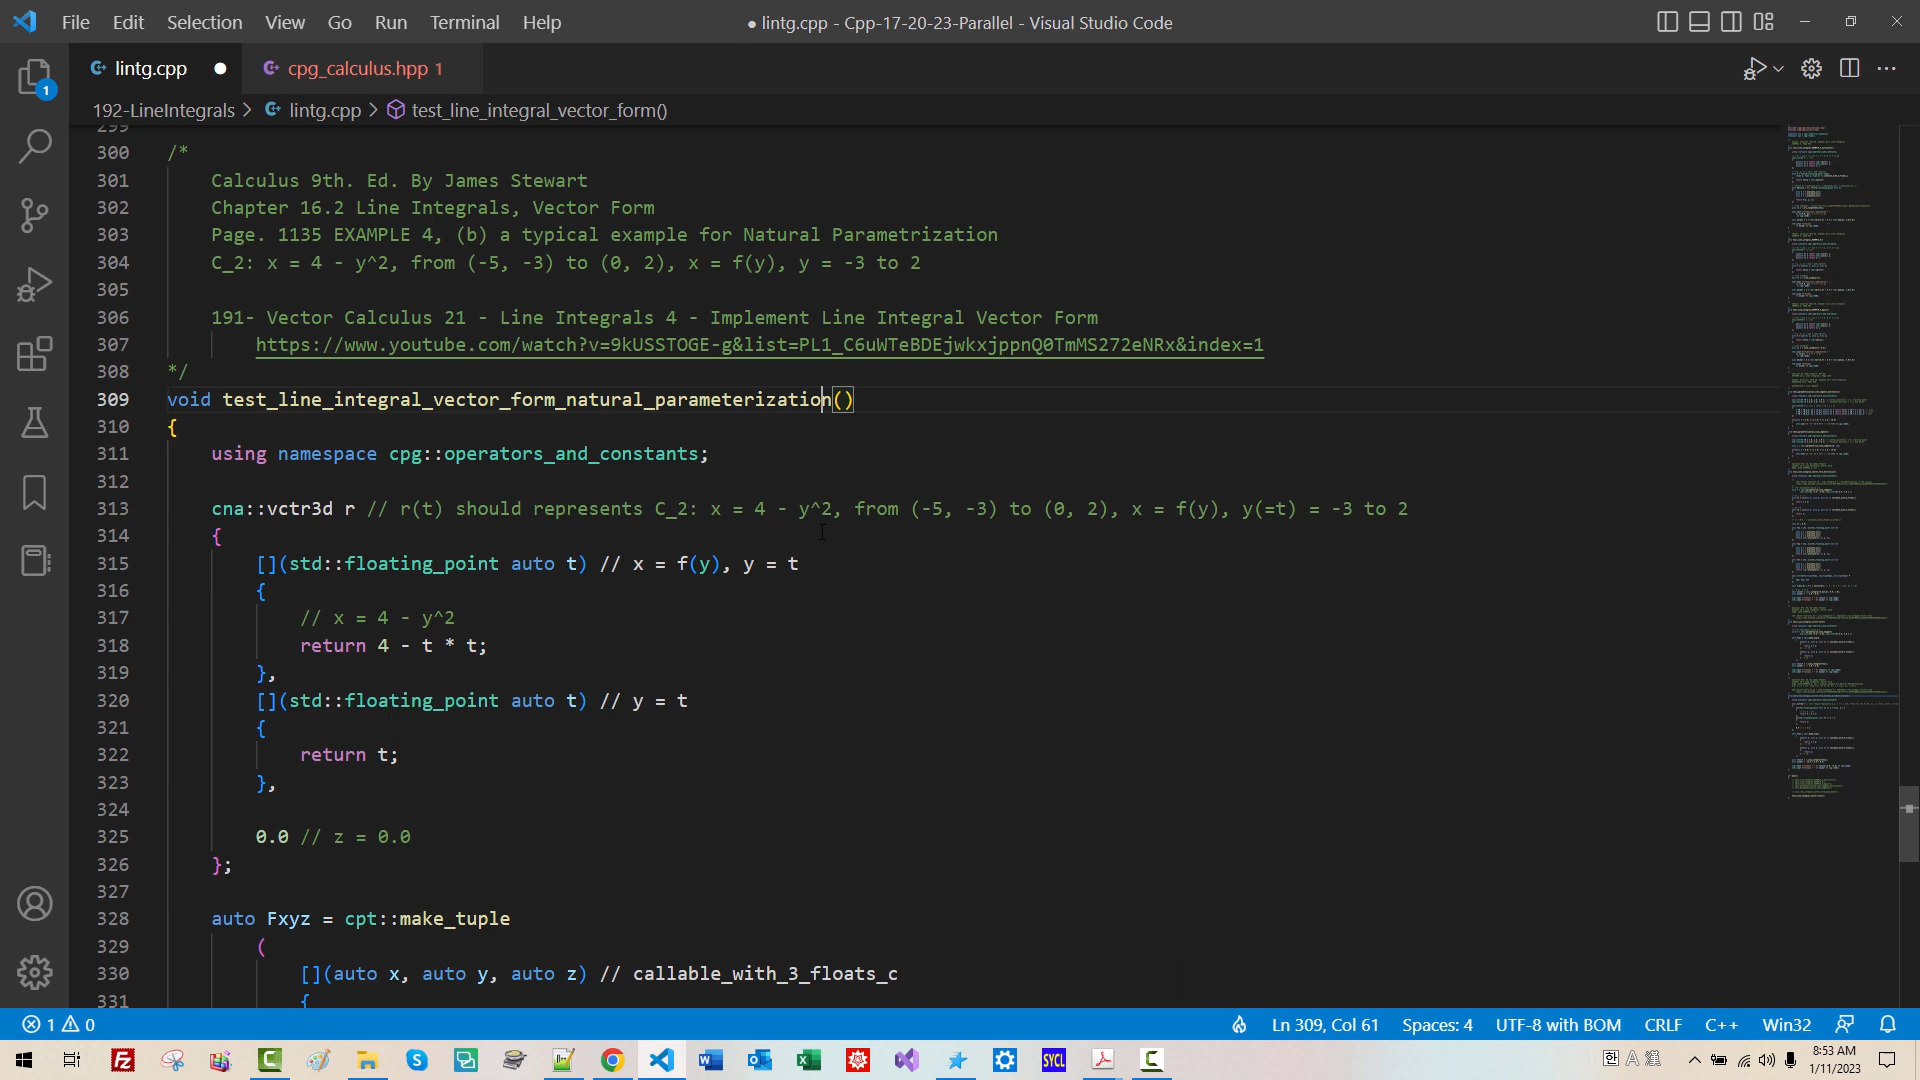 File Edit Selection View Go Run Terminal Help
● lintg.cpp - Cpp-17-20-23-Parallel - Visual Studio Code
lintg.cpp ●
cpg_calculus.hpp 1
192-LineIntegrals > lintg.cpp > test_line_integral_vector_form()
1
299
300 /*
301 Calculus 9th. Ed. By James Stewart
302 Chapter 16.2 Line Integrals, Vector Form
303 Page. 1135 EXAMPLE 4, (b) a typical example for Natural Parametrization
304 C_2: x = 4 - y^2, from (-5, -3) to (0, 2), x = f(y), y = -3 to 2
305
306 191- Vector Calculus 21 - Line Integrals 4 - Implement Line Integral Vector Form
307 https://www.youtube.com/watch?v=9kUSSTOGE-g&list=PL1_C6uWTeBDEjwkxjppnQ0TmMS272eNRx&index=1
308 */
309 void test_line_integral_vector_form_natural_parameterization()
310 {
311 using namespace cpg::operators_and_constants;
312
313 cna::vctr3d r // r(t) should represents C_2: x = 4 - y^2, from (-5, -3) to (0, 2), x = f(y), y(=t) = -3 to 2
314 {
315 [](std::floating_point auto t) // x = f(y), y = t
316 {
317 // x = 4 - y^2
318 return 4 - t * t;
319 },
320 [](std::floating_point auto t) // y = t
321 {
322 return t;
323 },
324
325 0.0 // z = 0.0
326 };
327
328 auto Fxyz = cpt::make_tuple
329 (
330 [](auto x, auto y, auto z) // callable_with_3_floats_c
331 {
1 0
Ln 309, Col 61 Spaces: 4 UTF-8 with BOM CRLF C++ Win32
SYCL
한 A 漢
8:53 AM
1/11/2023